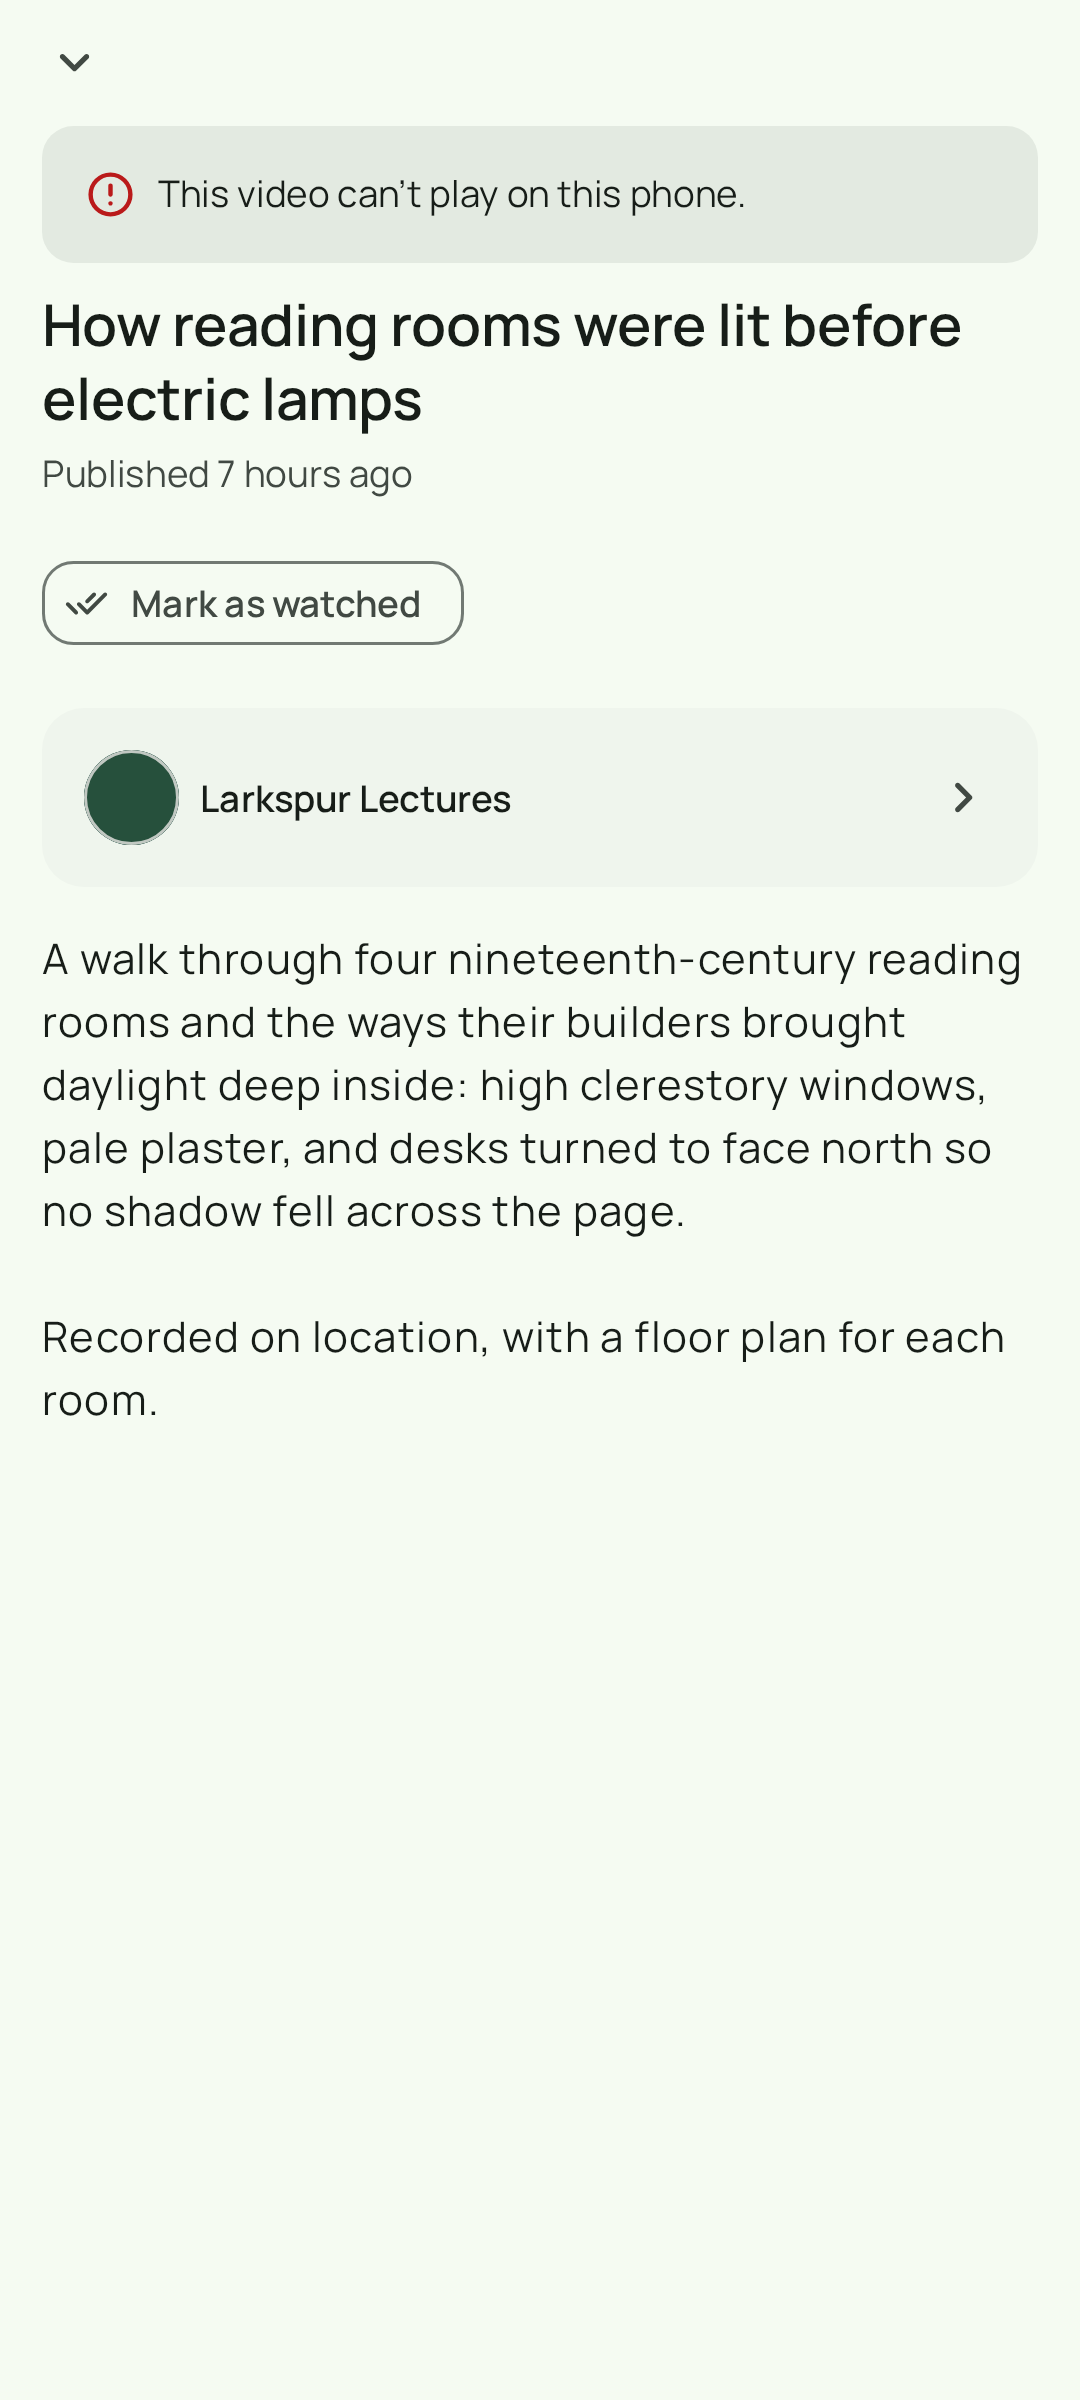 This video can’t play on this phone.
How reading rooms were lit before
electric lamps
Published 7 hours ago
Mark as watched
Larkspur Lectures
A walk through four nineteenth-century reading
rooms and the ways their builders brought
daylight deep inside: high clerestory windows,
pale plaster, and desks turned to face north so
no shadow fell across the page.
Recorded on location, with a floor plan for each
room.